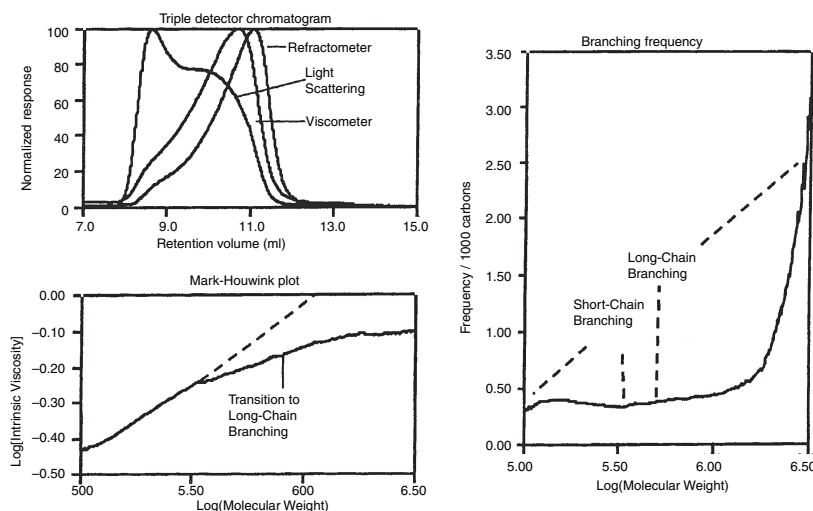 Triple detector chromatogram
100
80
60
40
20
0
Normalized response
Refractometer
Light
Scattering
Viscometer
7.0 9.0 11.0 13.0 15.0
Retention volume (ml)
Mark-Houwink plot
0.00
–0.10
–0.20
–0.30
–0.40
–0.50
Log[Intrinsic Viscosity]
Transition to
Long-Chain
Branching
500 5.50 600 6.50
Log(Molecular Weight)
Branching frequency
3.50
3.00
2.50
2.00
1.50
1.00
0.50
0.00
Frequency / 1000 carbons
Long-Chain
Branching
Short-Chain
Branching
5.00 5.50 6.00 6.50
Log(Molecular Weight)